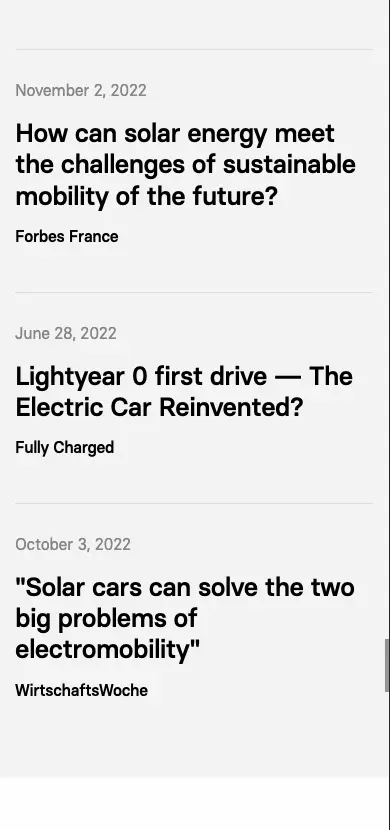 November 2, 2022
How can solar energy meet
the challenges of sustainable
mobility of the future?
Forbes France
June 28, 2022
Lightyear 0 first drive — The
Electric Car Reinvented?
Fully Charged
October 3, 2022
"Solar cars can solve the two
big problems of
electromobility"
WirtschaftsWoche